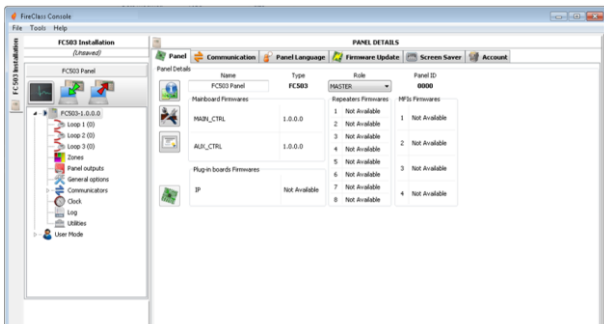 FireClass Console
File Tools Help
FC503 Installation
FC503 Installation
(Unsaved)
FC503 Panel
FC503-1.0.0.0
Loop 1 (0)
Loop 2 (0)
Loop 3 (0)
Zones
Panel outputs
General options
Communicators
Clock
Log
Utilities
User Mode
PANEL DETAILS
Panel Communication Panel Language Firmware Update Screen Saver Account
Panel Details
Name Type Role Panel ID
FC503 Panel FC503 MASTER 0000
Mainboard Firmwares
MAIN_CTRL 1.0.0.0
AUX_CTRL 1.0.0.0
Plug-in boards Firmwares
IP Not Available
Repeaters Firmwares
1 Not Available
2 Not Available
3 Not Available
4 Not Available
5 Not Available
6 Not Available
7 Not Available
8 Not Available
MFIs Firmwares
1 Not Available
2 Not Available
3 Not Available
4 Not Available